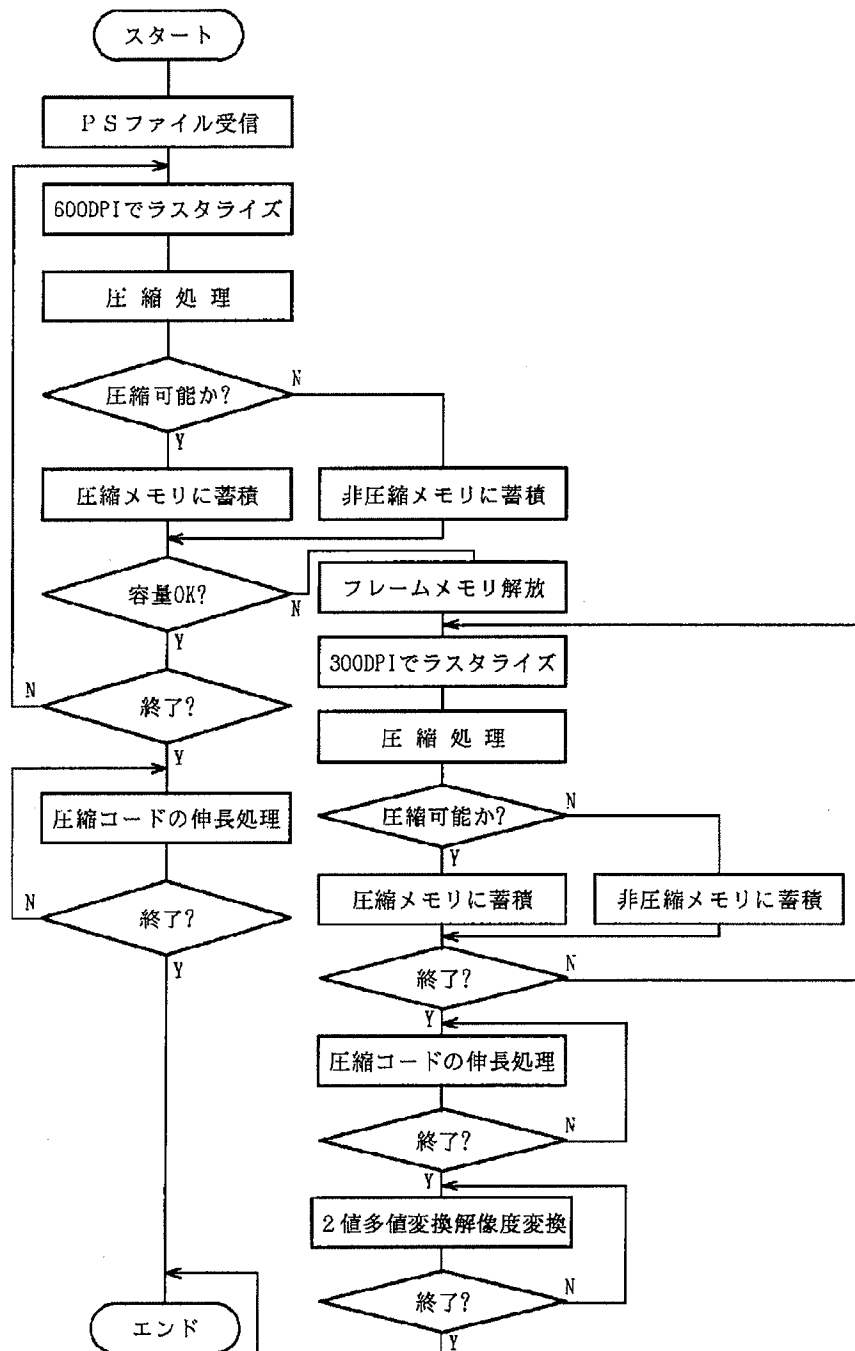 スタート
PSファイル受信
600DPIでラスタライズ
圧縮処理
圧縮可能か?
N
Y
圧縮メモリに蓄積
非圧縮メモリに蓄積
容量OK?
N
Y
フレームメモリ解放
300DPIでラスタライズ
終了?
N
Y
圧縮処理
圧縮コードの伸長処理
圧縮可能か?
N
Y
終了?
N
Y
圧縮メモリに蓄積
非圧縮メモリに蓄積
終了?
N
Y
圧縮コードの伸長処理
終了?
N
Y
2値多値変換解像度変換
終了?
N
Y
エンド